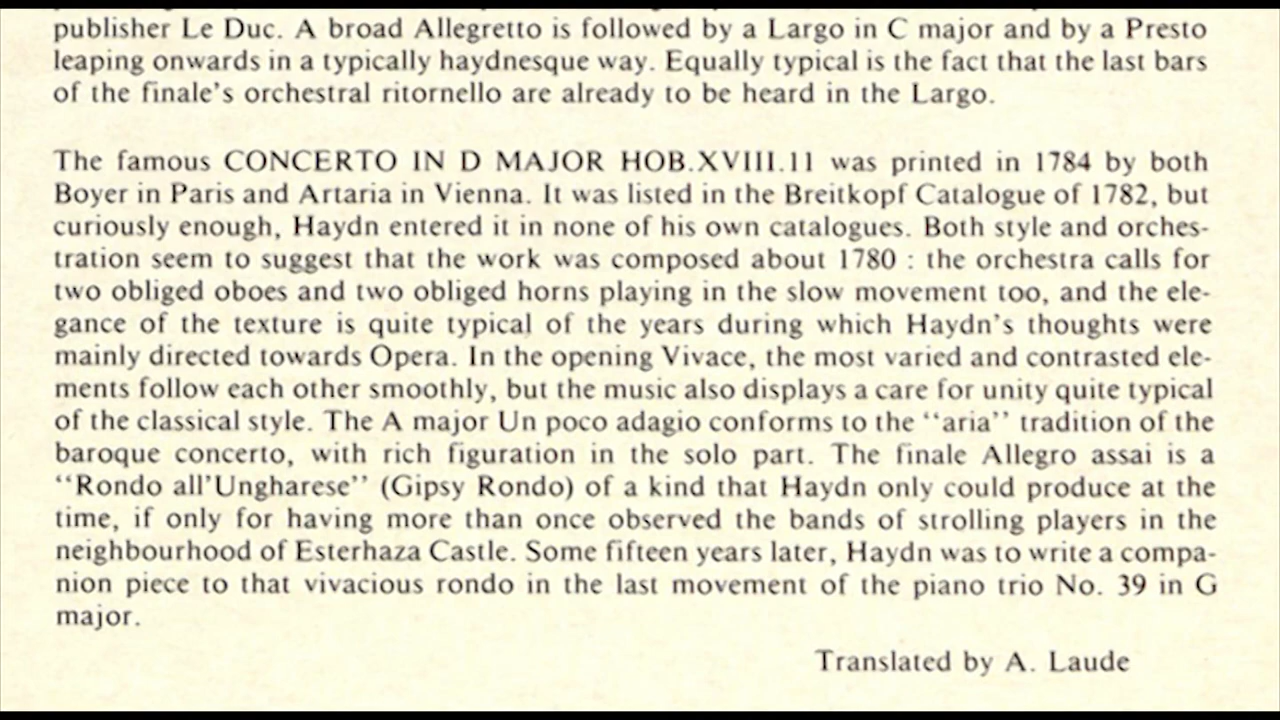 publisher Le Duc. A broad Allegretto is followed by a Largo in C major and by a Presto
leaping onwards in a typically haydnesque way. Equally typical is the fact that the last bars
of the finale's orchestral ritornello are already to be heard in the Largo.
The famous CONCERTO IN D MAJOR HOB.XVIII.11 was printed in 1784 by both
Boyer in Paris and Artaria in Vienna. It was listed in the Breitkopf Catalogue of 1782, but
curiously enough, Haydn entered it in none of his own catalogues. Both style and orches-
tration seem to suggest that the work was composed about 1780 : the orchestra calls for
two obliged oboes and two obliged horns playing in the slow movement too, and the ele-
gance of the texture is quite typical of the years during which Haydn's thoughts were
mainly directed towards Opera. In the opening Vivace, the most varied and contrasted ele-
ments follow each other smoothly, but the music also displays a care for unity quite typical
of the classical style. The A major Un poco adagio conforms to the ''aria'' tradition of the
baroque concerto, with rich figuration in the solo part. The finale Allegro assai is a
''Rondo all'Ungharese'' (Gipsy Rondo) of a kind that Haydn only could produce at the
time, if only for having more than once observed the bands of strolling players in the
neighbourhood of Esterhaza Castle. Some fifteen years later, Haydn was to write a compa-
nion piece to that vivacious rondo in the last movement of the piano trio No. 39 in G
major.
Translated by A. Laude